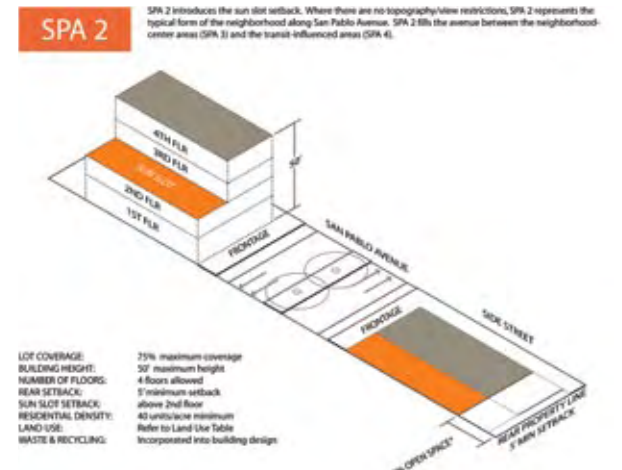 SPA 2
SPA 2 introduces the sun slot setback. Where there are no topography/view restrictions, SPA 2 represents the
typical form of the neighborhood along San Pablo Avenue. SPA 2 fills the avenue between the neighborhood-
center areas (SPA 3) and the transit-influenced areas (SPA 4).
4TH FLR
3RD FLR
SUN SLOT
2ND FLR
1ST FLR
50'
FRONTAGE
SAN PABLO AVENUE
FRONTAGE
SIDE STREET
REAR PROPERTY LINE
5' MIN SETBACK
OPEN SPACE*
LOT COVERAGE: 75% maximum coverage
BUILDING HEIGHT: 50' maximum height
NUMBER OF FLOORS: 4 floors allowed
REAR SETBACK: 5' minimum setback
SUN SLOT SETBACK: above 2nd floor
RESIDENTIAL DENSITY: 40 units/acre minimum
LAND USE: Refer to Land Use Table
WASTE & RECYCLING: Incorporated into building design